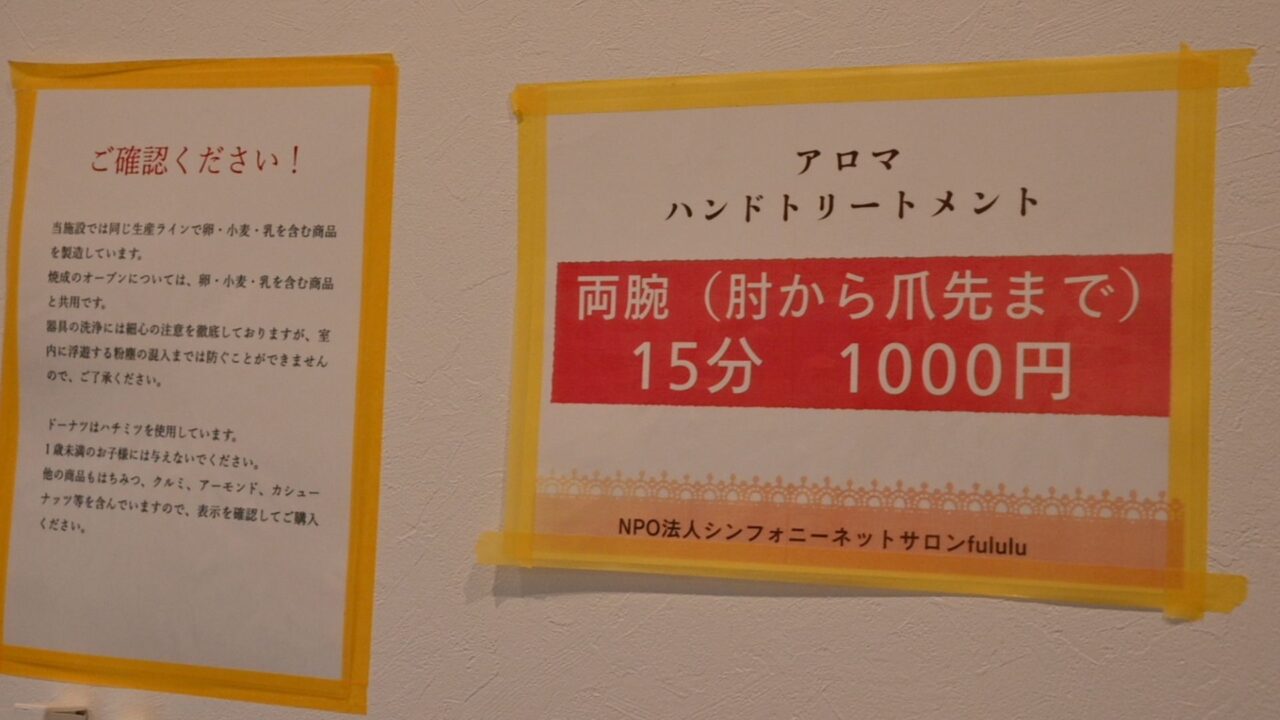 ご確認ください！
当施設では同じ生産ラインで卵・小麦・乳を含む商品
を製造しています。
焼成のオーブンについては、卵・小麦・乳を含む商品
と共用です。
器具の洗浄には細心の注意を徹底しておりますが、室
内に浮遊する粉塵の混入までは防ぐことができません
ので、ご了承ください。
ドーナツはハチミツを使用しています。
１歳未満のお子様には与えないでください。
他の商品もはちみつ、クルミ、アーモンド、カシュー
ナッツ等を含んでいますので、表示を確認してご購入
ください。
アロマ
ハンドトリートメント
両腕（肘から爪先まで）
15分　1000円
NPO法人シンフォニーネットサロンfululu